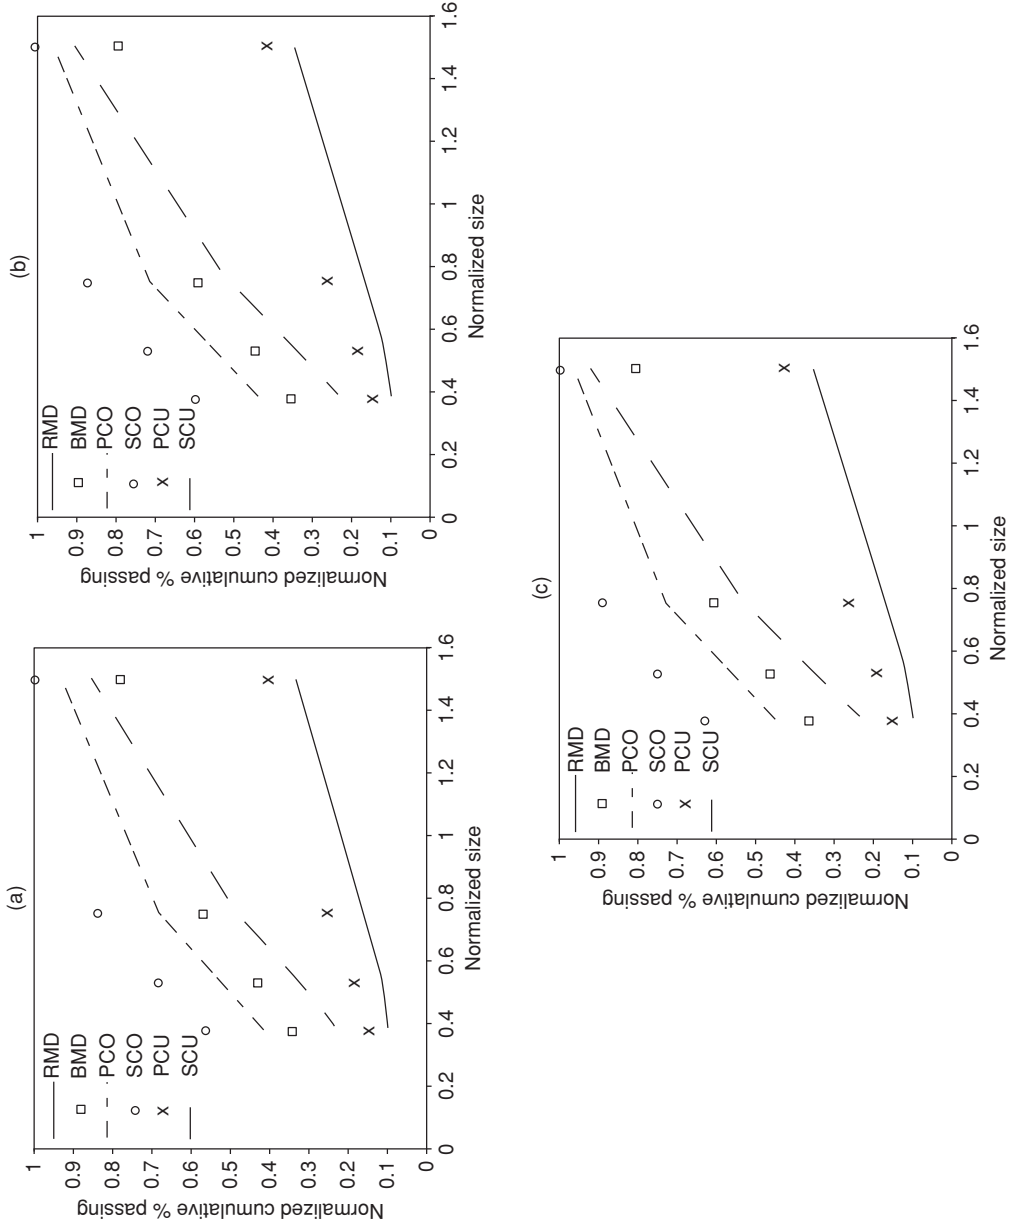 (a)
1
0.9
0.8
0.7
0.6
0.5
0.4
0.3
0.2
0.1
0
Normalized cumulative % passing
RMD
BMD
PCO
SCO
PCU
SCU
0 0.2 0.4 0.6 0.8 1 1.2 1.4 1.6
Normalized size
(b)
1
0.9
0.8
0.7
0.6
0.5
0.4
0.3
0.2
0.1
0
Normalized cumulative % passing
RMD
BMD
PCO
SCO
PCU
SCU
0 0.2 0.4 0.6 0.8 1 1.2 1.4 1.6
Normalized size
(c)
1
0.9
0.8
0.7
0.6
0.5
0.4
0.3
0.2
0.1
0
Normalized cumulative % passing
RMD
BMD
PCO
SCO
PCU
SCU
0 0.2 0.4 0.6 0.8 1 1.2 1.4 1.6
Normalized size